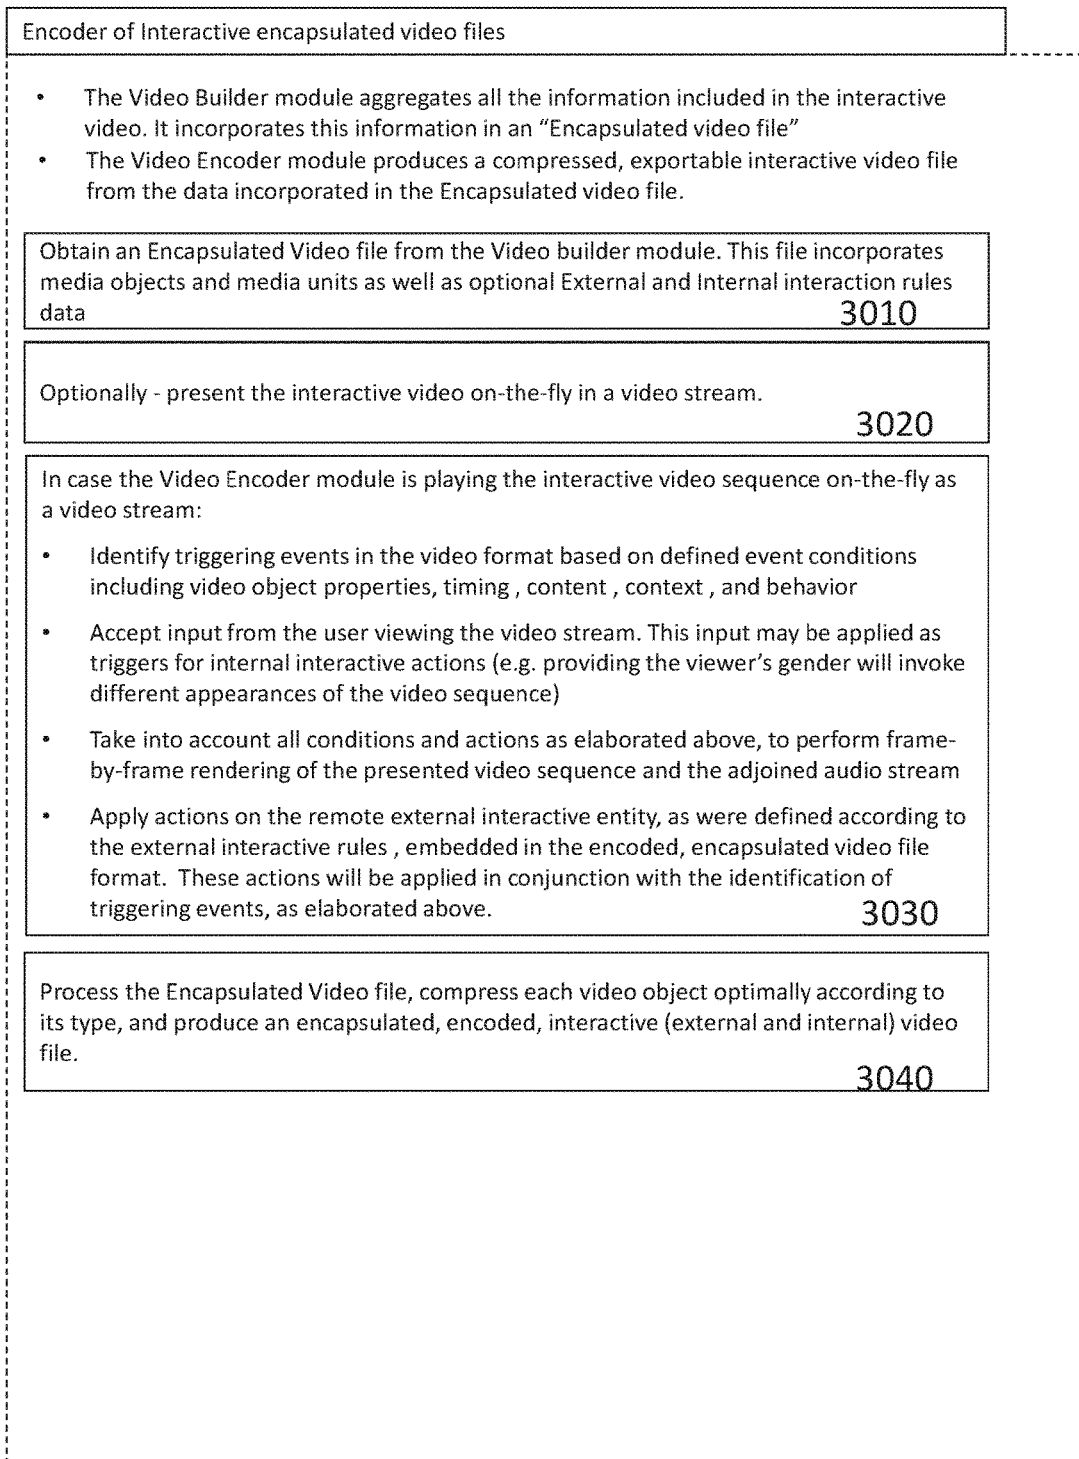 Encoder of Interactive encapsulated video files
• The Video Builder module aggregates all the information included in the interactive
video. It incorporates this information in an “Encapsulated video file”
• The Video Encoder module produces a compressed, exportable interactive video file
from the data incorporated in the Encapsulated video file.
Obtain an Encapsulated Video file from the Video builder module. This file incorporates
media objects and media units as well as optional External and Internal interaction rules
data
3010
Optionally - present the interactive video on-the-fly in a video stream.
3020
In case the Video Encoder module is playing the interactive video sequence on-the-fly as
a video stream:
• Identify triggering events in the video format based on defined event conditions
including video object properties, timing , content , context , and behavior
• Accept input from the user viewing the video stream. This input may be applied as
triggers for internal interactive actions (e.g. providing the viewer’s gender will invoke
different appearances of the video sequence)
• Take into account all conditions and actions as elaborated above, to perform frame-
by-frame rendering of the presented video sequence and the adjoined audio stream
• Apply actions on the remote external interactive entity, as were defined according to
the external interactive rules , embedded in the encoded, encapsulated video file
format. These actions will be applied in conjunction with the identification of
triggering events, as elaborated above.
3030
Process the Encapsulated Video file, compress each video object optimally according to
its type, and produce an encapsulated, encoded, interactive (external and internal) video
file.
3040